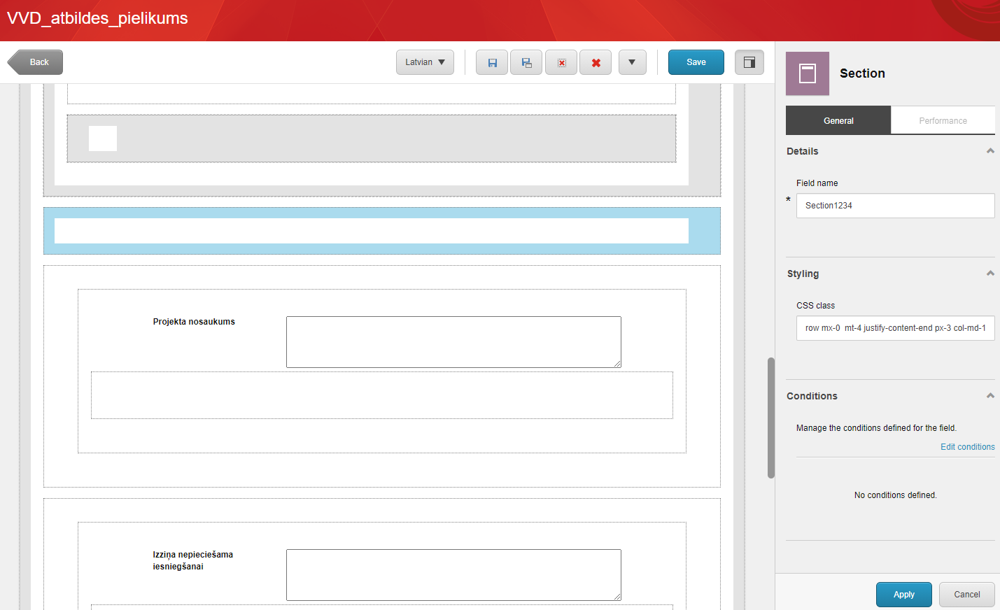 VVD_atbildes_pielikums
Back
Latvian
Save
Section
General
Performance
Details
Field name
*
Section1234
Styling
CSS class
row mx-0  mt-4 justify-content-end px-3 col-md-1
Conditions
Manage the conditions defined for the field.
Edit conditions
No conditions defined.
Apply
Cancel
Projekta nosaukums
Izziņa nepieciešama
iesniegšanai